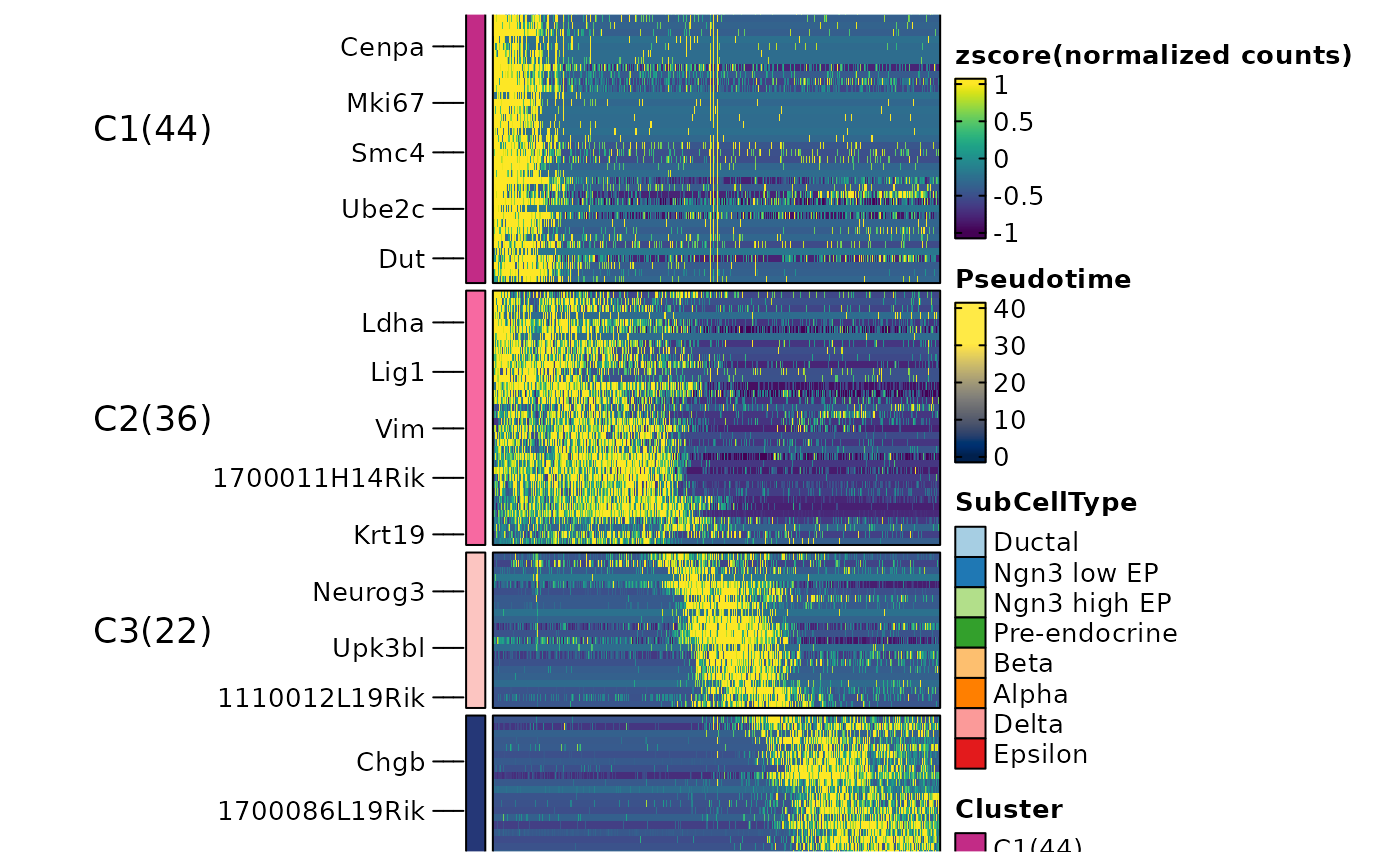 C1(44)
Cenpa
Mki67
Smc4
Ube2c
Dut
C2(36)
Ldha
Lig1
Vim
1700011H14Rik
Krt19
C3(22)
Neurog3
Upk3bl
1110012L19Rik
Chgb
1700086L19Rik
zscore(normalized counts)
1
0.5
0
-0.5
-1
Pseudotime
40
30
20
10
0
SubCellType
Ductal
Ngn3 low EP
Ngn3 high EP
Pre-endocrine
Beta
Alpha
Delta
Epsilon
Cluster
C1(44)